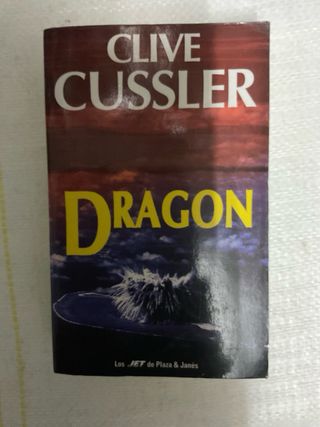 CLIVE
CUSSLER
DRAGON
Los JET de Plaza & Janés